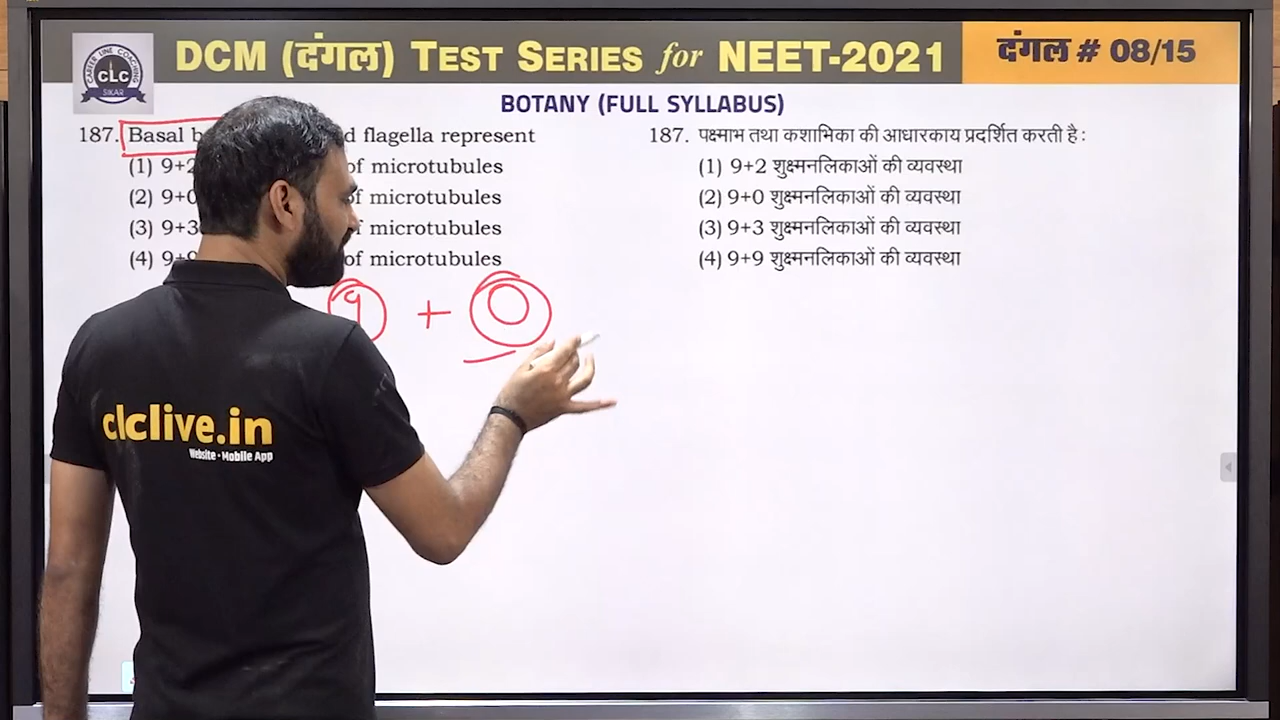 DCM (दंगल) TEST SERIES for NEET-2021
दंगल # 08/15
CAREER LINE COACHING
CLC
SIKAR
BOTANY (FULL SYLLABUS)
187. Basal flagella represent
(1) 9+2 of microtubules
(2) 9+0 of microtubules
(3) 9+3 of microtubules
(4) 9+9 of microtubules
9 + 0
187. पक्ष्माभ तथा कशाभिका की आधारकाय प्रदर्शित करती है :
(1) 9+2 शुक्ष्मनलिकाओं की व्यवस्था
(2) 9+0 शुक्ष्मनलिकाओं की व्यवस्था
(3) 9+3 शुक्ष्मनलिकाओं की व्यवस्था
(4) 9+9 शुक्ष्मनलिकाओं की व्यवस्था
clclive.in
Website • Mobile App